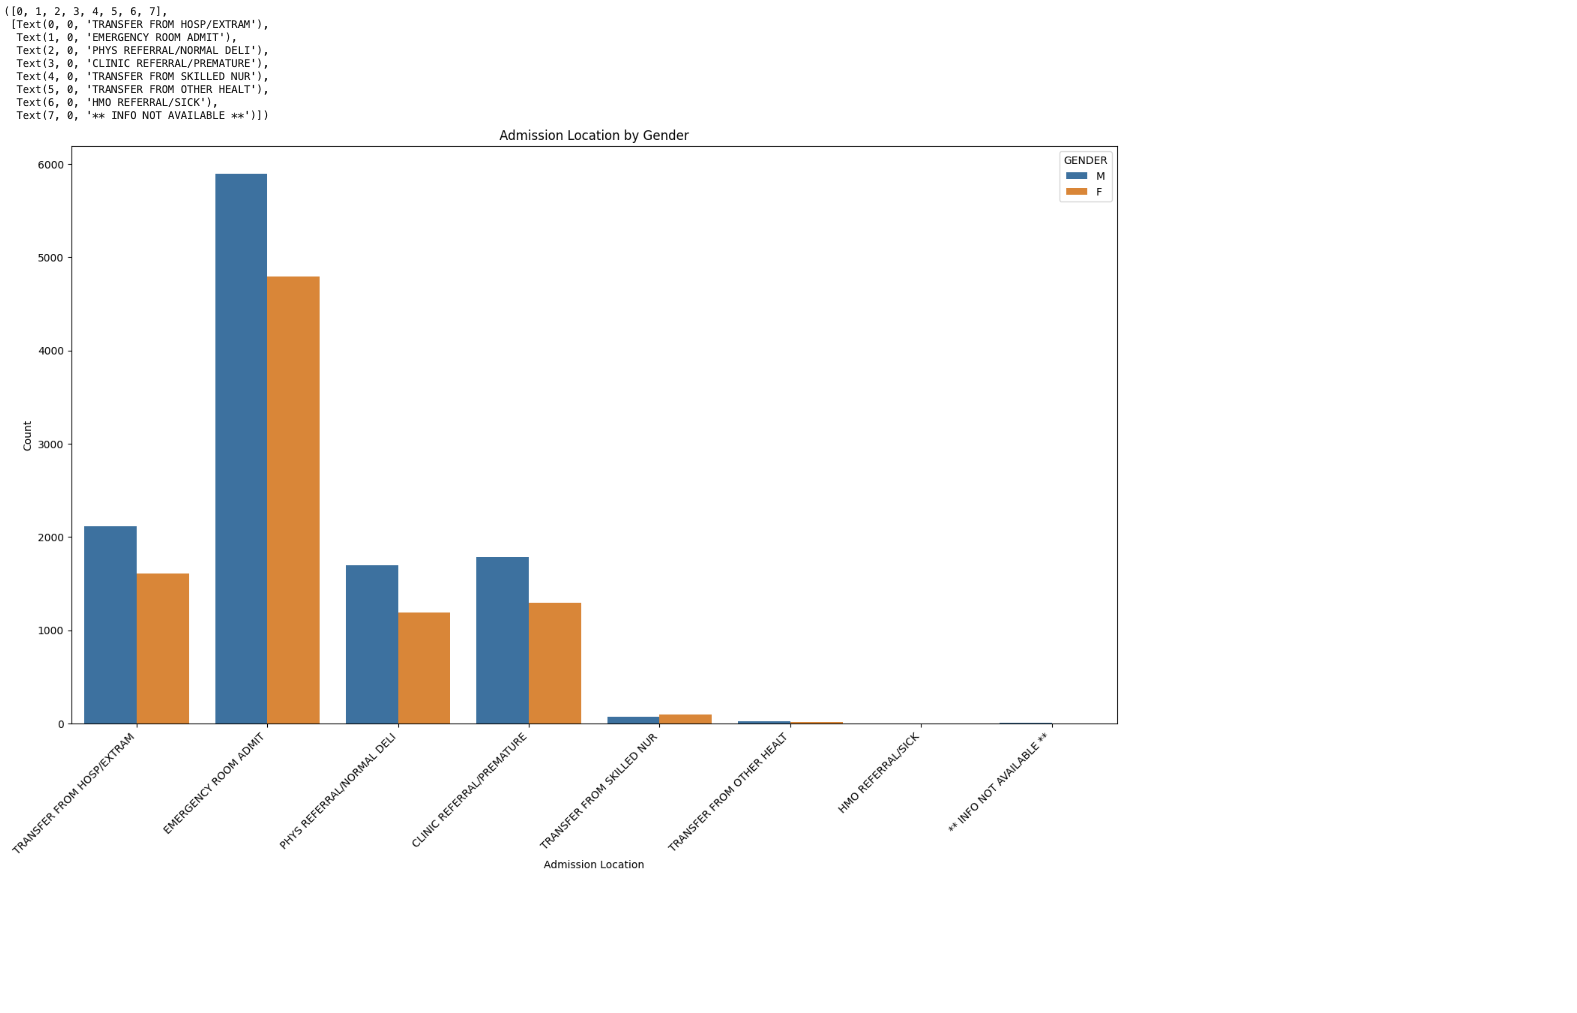 ([0, 1, 2, 3, 4, 5, 6, 7],
[Text(0, 0, 'TRANSFER FROM HOSP/EXTRAM'),
Text(1, 0, 'EMERGENCY ROOM ADMIT'),
Text(2, 0, 'PHYS REFERRAL/NORMAL DELI'),
Text(3, 0, 'CLINIC REFERRAL/PREMATURE'),
Text(4, 0, 'TRANSFER FROM SKILLED NUR'),
Text(5, 0, 'TRANSFER FROM OTHER HEALT'),
Text(6, 0, 'HMO REFERRAL/SICK'),
Text(7, 0, '** INFO NOT AVAILABLE **')])
Admission Location by Gender
GENDER
M
F
6000
5000
4000
3000
2000
1000
0
Count
TRANSFER FROM HOSP/EXTRAM
EMERGENCY ROOM ADMIT
PHYS REFERRAL/NORMAL DELI
CLINIC REFERRAL/PREMATURE
TRANSFER FROM SKILLED NUR
TRANSFER FROM OTHER HEALT
HMO REFERRAL/SICK
** INFO NOT AVAILABLE **
Admission Location